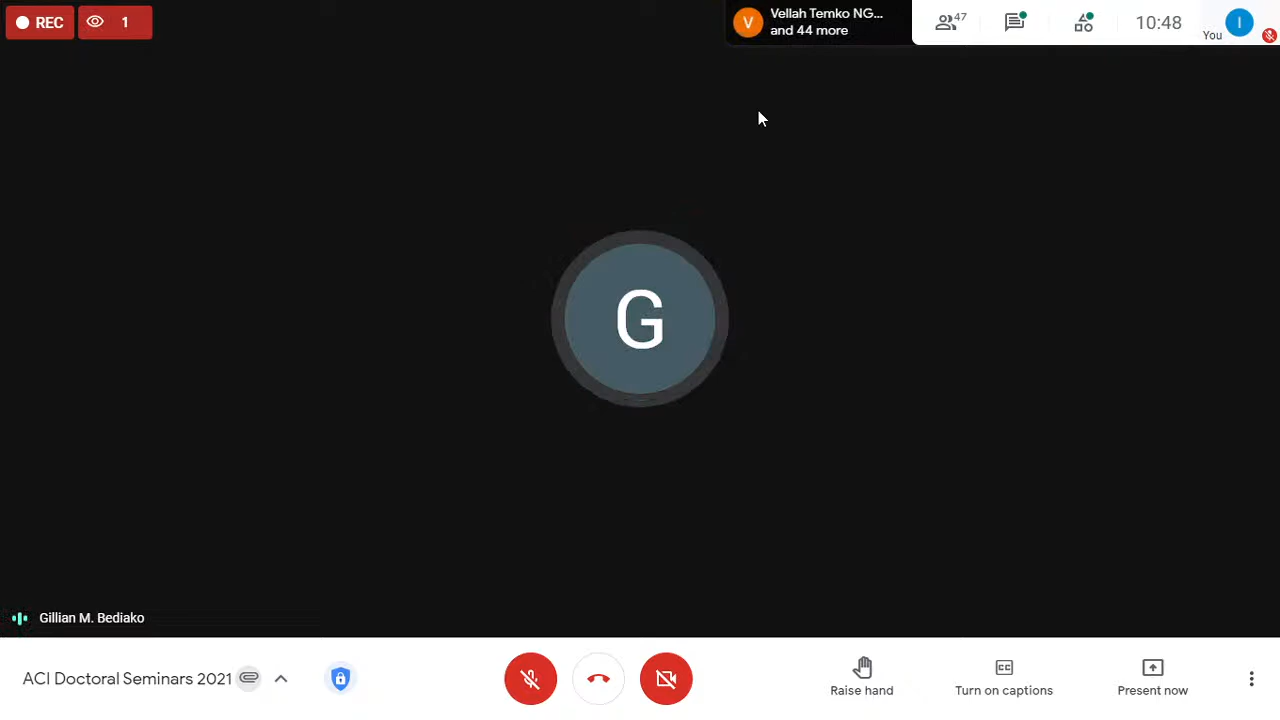 REC
1
V
Vellah Temko NG...
and 44 more
47
10:48
You
I
G
Gillian M. Bediako
ACI Doctoral Seminars 2021
CC
Raise hand
Turn on captions
Present now